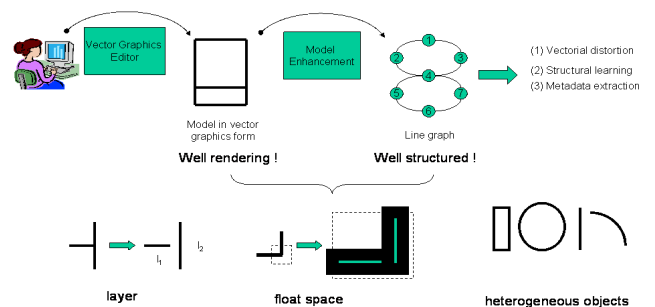 Vector Graphics
Editor
Model
Enhancement
1
2
3
4
5
6
7
(1) Vectorial distortion
(2) Structural learning
(3) Metadata extraction
Model in vector
graphics form
Line graph
Well rendering !
Well structured !
l1
l2
layer
float space
heterogeneous objects